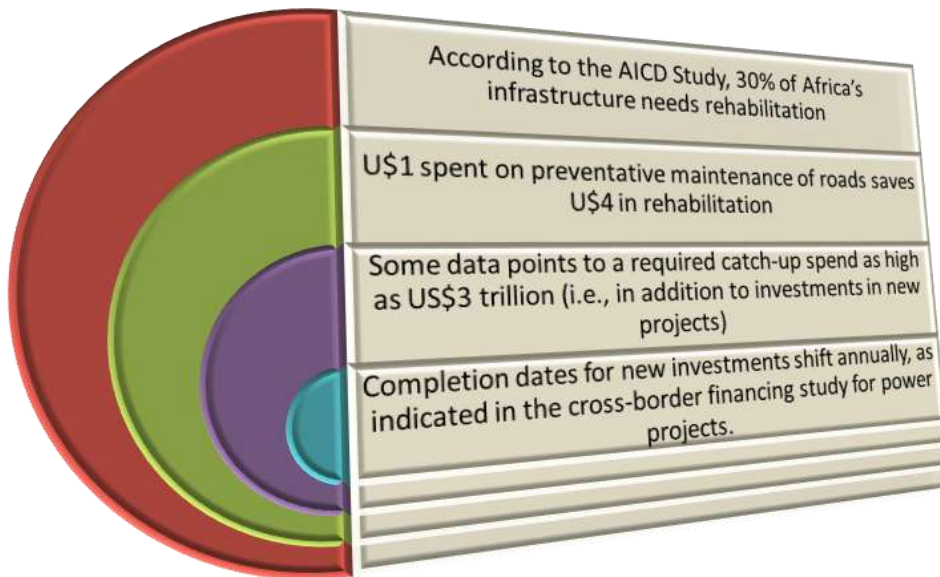 According to the AICD Study, 30% of Africa's
infrastructure needs rehabilitation
U$1 spent on preventative maintenance of roads saves
U$4 in rehabilitation
Some data points to a required catch-up spend as high
as US$3 trillion (i.e., in addition to investments in new
projects)
Completion dates for new investments shift annually, as
indicated in the cross-border financing study for power
projects.